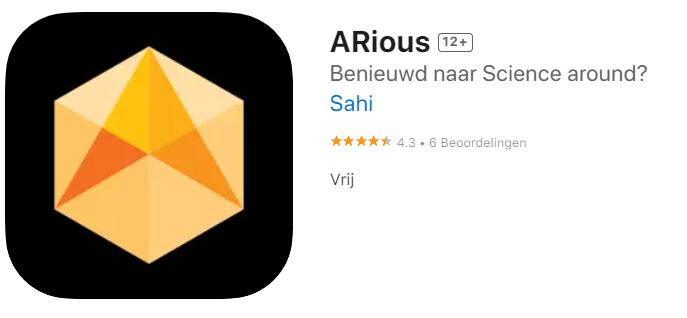 ARious 12+
Benieuwd naar Science around?
Sahi
4.3 • 6 Beoordelingen
Vrij